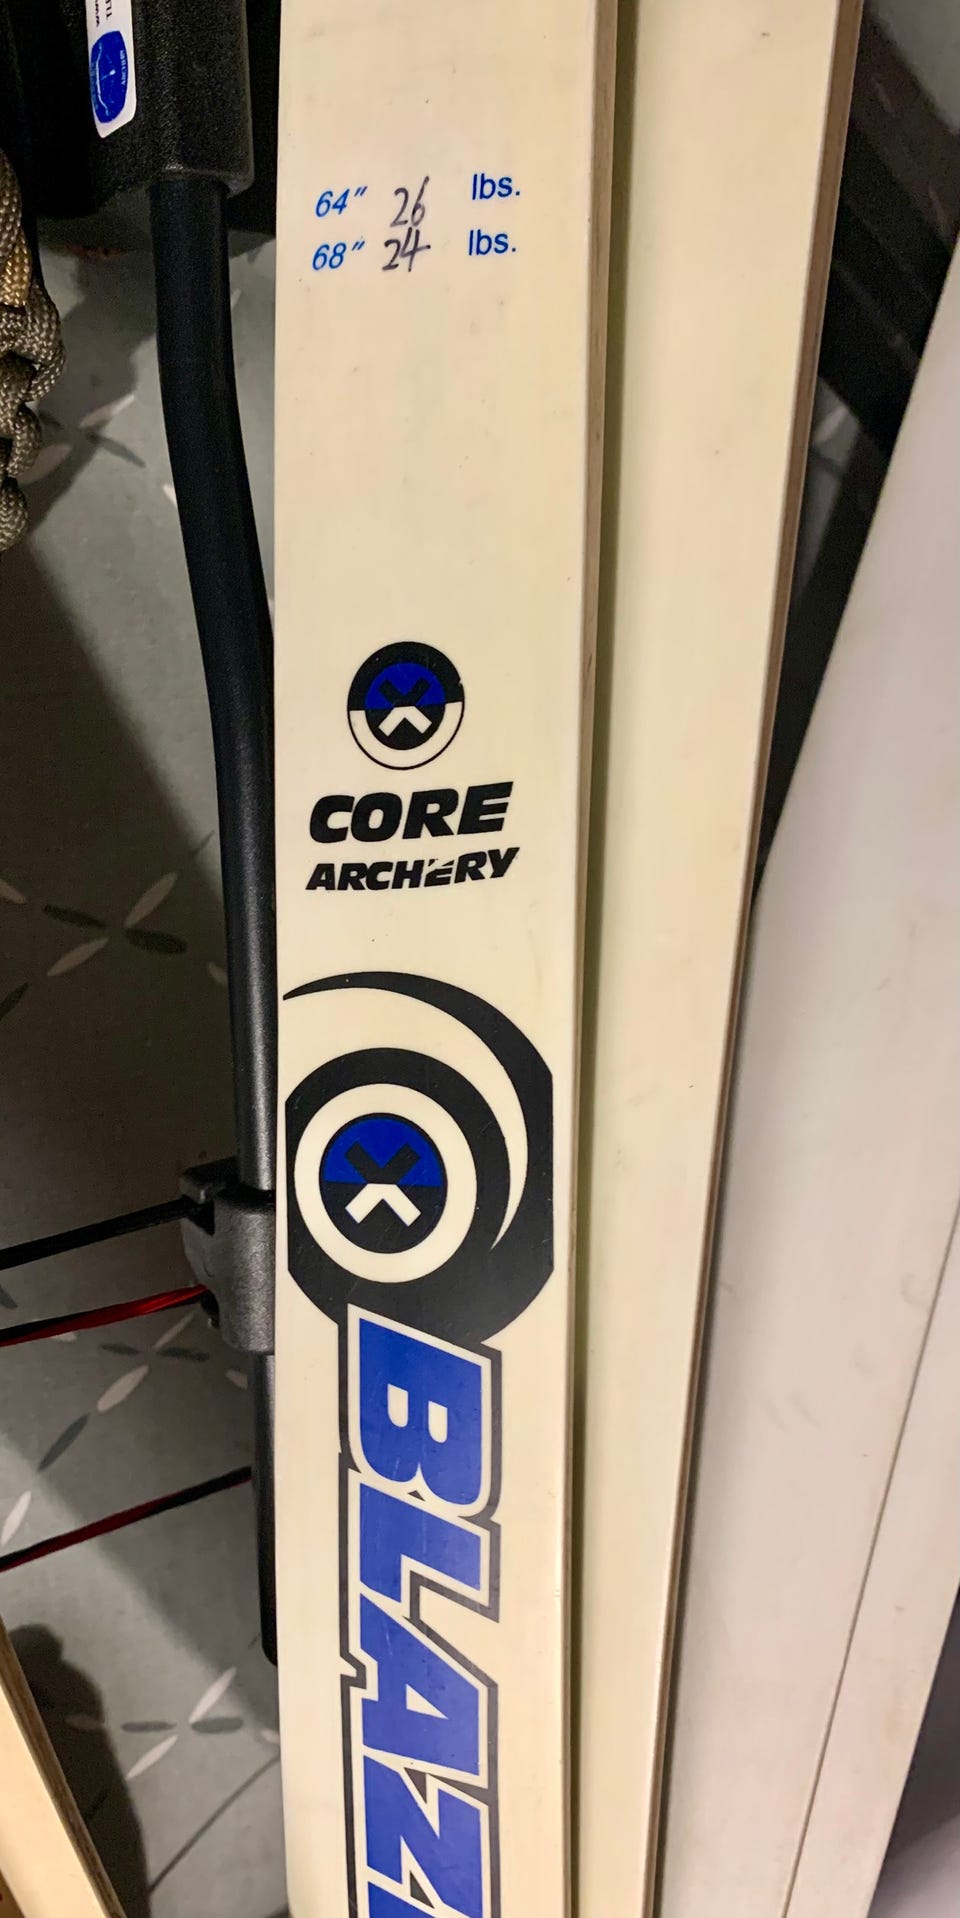 64" 26 lbs.
68" 24 lbs.
CORE
ARCHERY
BLAZ